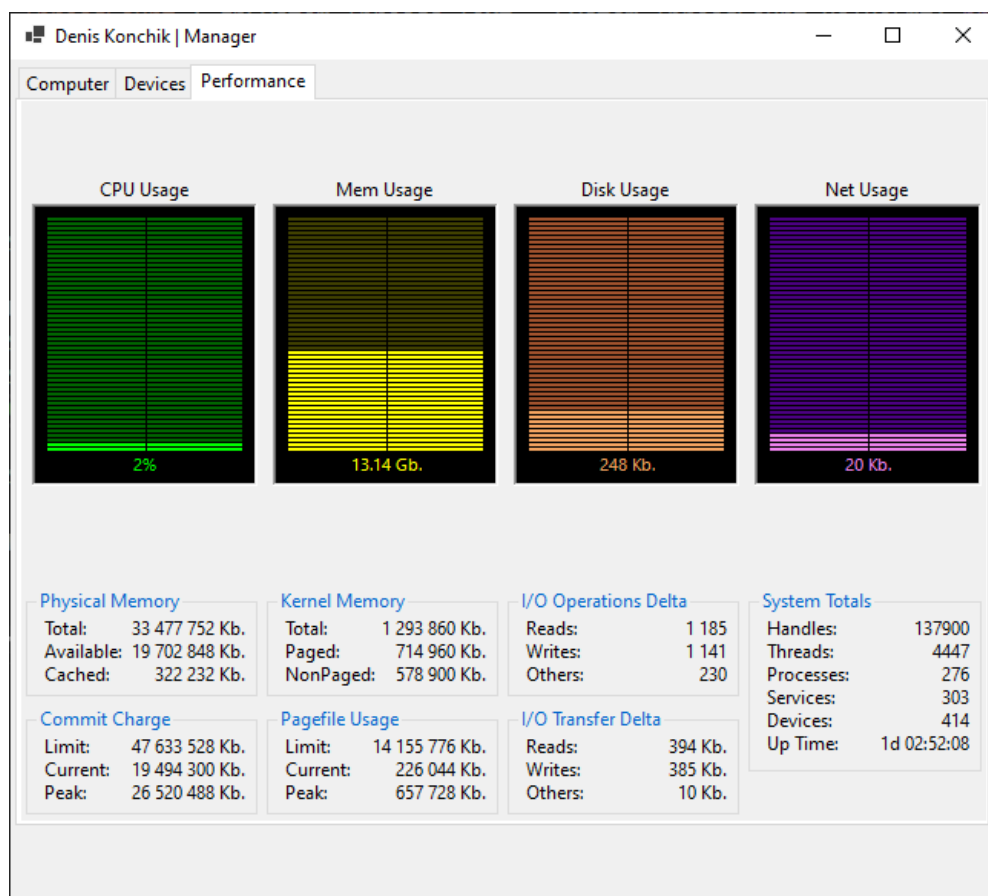 Denis Konchik | Manager
Computer Devices Performance
CPU Usage Mem Usage Disk Usage Net Usage
2% 13.14 Gb. 248 Kb. 20 Kb.
Physical Memory
Total: 33 477 752 Kb.
Available: 19 702 848 Kb.
Cached: 322 232 Kb.
Kernel Memory
Total: 1 293 860 Kb.
Paged: 714 960 Kb.
NonPaged: 578 900 Kb.
I/O Operations Delta
Reads: 1 185
Writes: 1 141
Others: 230
System Totals
Handles: 137900
Threads: 4447
Processes: 276
Services: 303
Devices: 414
Up Time: 1d 02:52:08
Commit Charge
Limit: 47 633 528 Kb.
Current: 19 494 300 Kb.
Peak: 26 520 488 Kb.
Pagefile Usage
Limit: 14 155 776 Kb.
Current: 226 044 Kb.
Peak: 657 728 Kb.
I/O Transfer Delta
Reads: 394 Kb.
Writes: 385 Kb.
Others: 10 Kb.